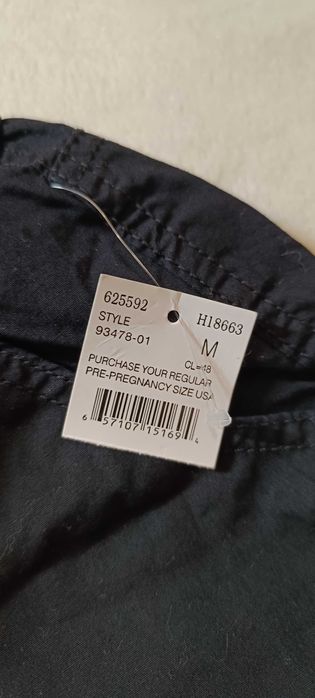 625592 H18663
STYLE M
93478-01 CL=48
PURCHASE YOUR REGULAR
PRE-PREGNANCY SIZE USA
6 57107 15169 4